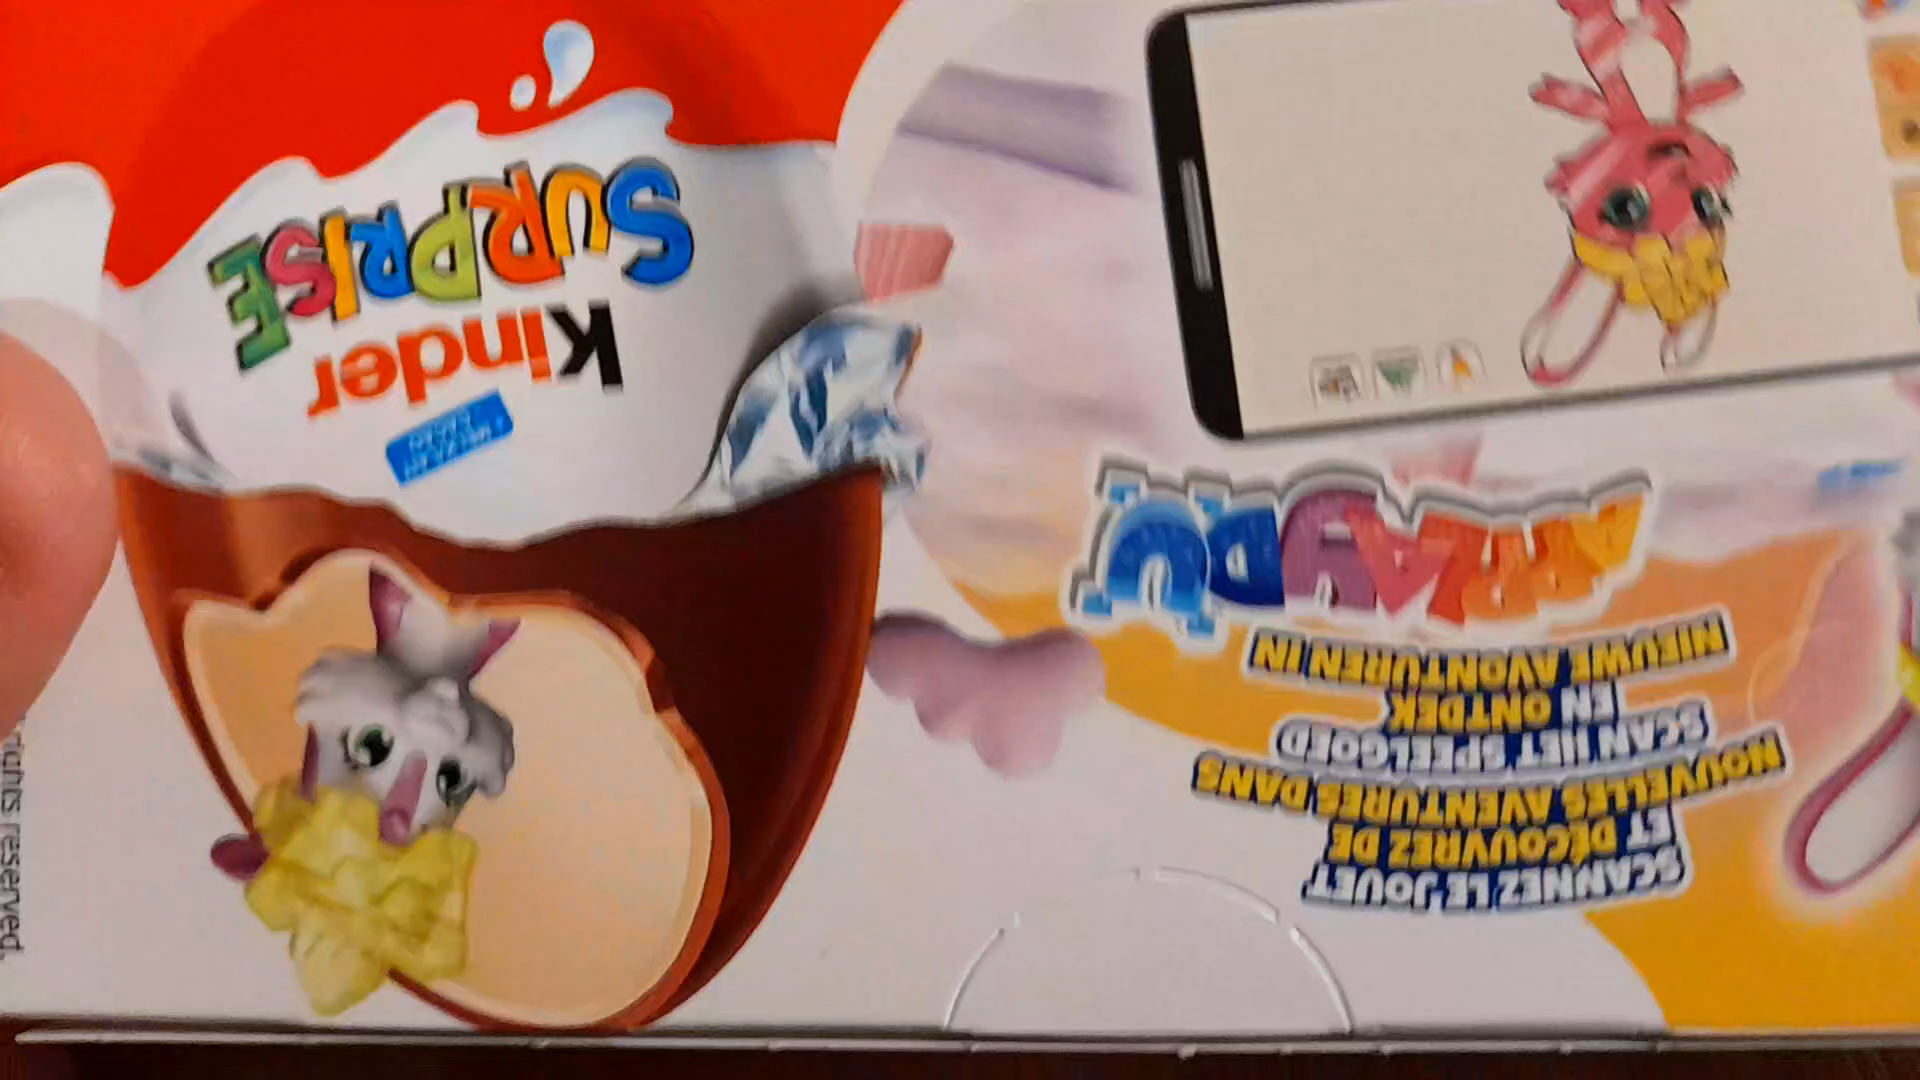 Kinder
SURPRISE
APPLAYDU
SCANNEZ LE JOUET
ET DÉCOUVREZ DE
NOUVELLES AVENTURES DANS
SCAN HET SPEELGOED
EN ONTDEK
NIEUWE AVONTUREN IN
rights reserved.